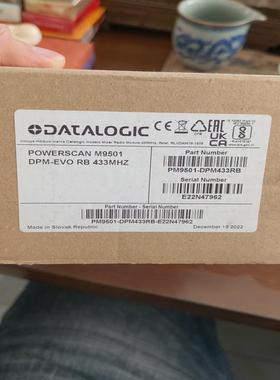 DATALOGIC
POWERSCAN M9501
DPM-EVO RB 433MHZ
Part Number
PM9501-DPM433RB
Serial Number
E22N47962
Part Number - Serial Number
PM9501-DPM433RB-E22N47962
Made in Slovak Republic
December 19 2022